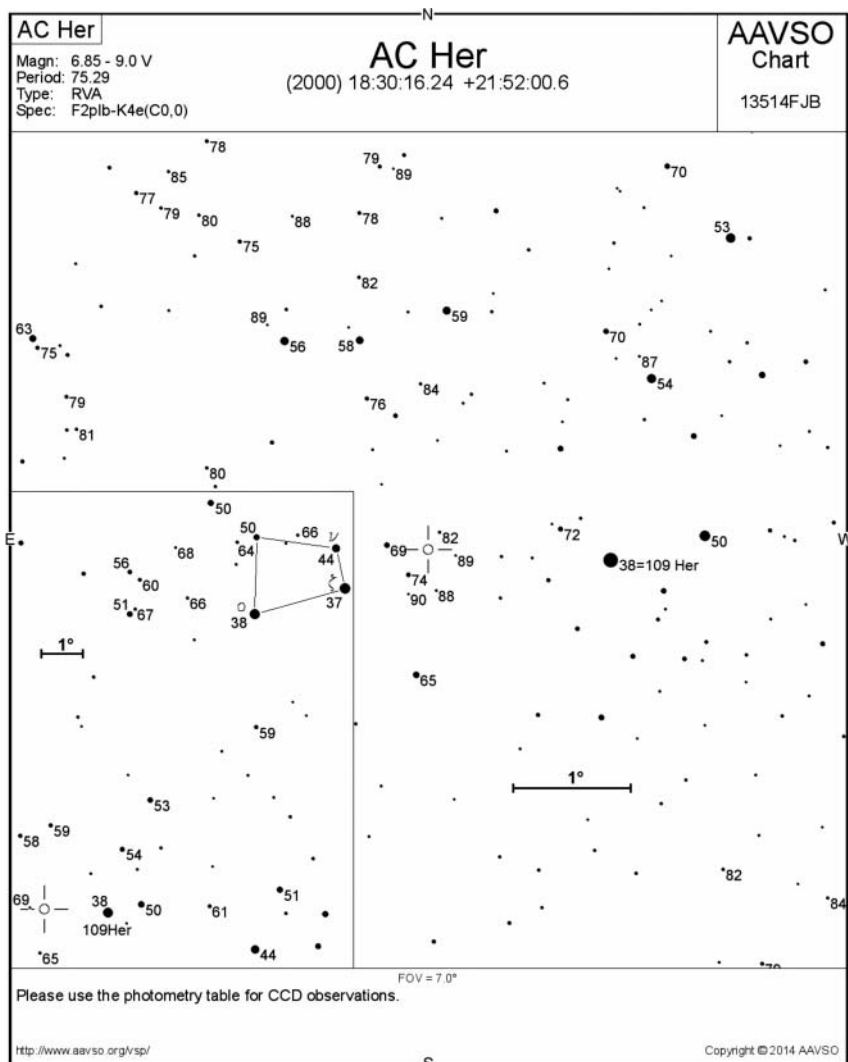 N
AC Her
Magn: 6.85 - 9.0 V
Period: 75.29
Type: RVA
Spec: F2pIb-K4e(C0,0)
AC Her
(2000) 18:30:16.24 +21:52:00.6
AAVSO
Chart
13514FJB
78
79
89
70
85
77
79
80
88
78
53
75
82
59
89
63
56
58
70
75
87
54
84
79
76
81
80
50
E
50
66
ν
82
72
50
W
68
64
44
69
89
38=109 Her
56
60
ζ
74
51
67
66
ο
37
90
88
38
1°
65
59
1°
53
58
59
54
82
69
38
50
61
51
84
109Her
65
44
79
FOV = 7.0°
Please use the photometry table for CCD observations.
http://www.aavso.org/vsp/
Copyright © 2014 AAVSO
S